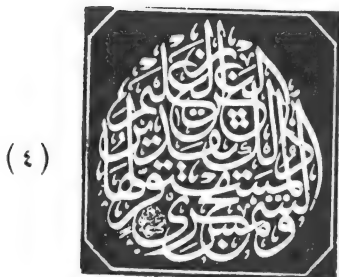 والشمس تجري
لمستقر لها
ذلك تقدير
العزيز العليم
(٤)